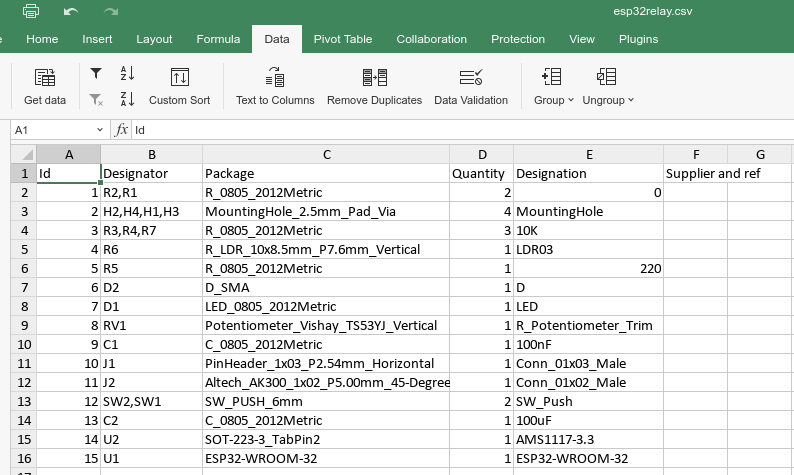 esp32relay.csv
Home Insert Layout Formula Data Pivot Table Collaboration Protection View Plugins
Get data Custom Sort Text to Columns Remove Duplicates Data Validation Group Ungroup
A1 fx Id
A B C D E F G
1 Id Designator Package Quantity Designation Supplier and ref
2 1 R2,R1 R_0805_2012Metric 2 0
3 2 H2,H4,H1,H3 MountingHole_2.5mm_Pad_Via 4 MountingHole
4 3 R3,R4,R7 R_0805_2012Metric 3 10K
5 4 R6 R_LDR_10x8.5mm_P7.6mm_Vertical 1 LDR03
6 5 R5 R_0805_2012Metric 1 220
7 6 D2 D_SMA 1 D
8 7 D1 LED_0805_2012Metric 1 LED
9 8 RV1 Potentiometer_Vishay_TS53YJ_Vertical 1 R_Potentiometer_Trim
10 9 C1 C_0805_2012Metric 1 100nF
11 10 J1 PinHeader_1x03_P2.54mm_Horizontal 1 Conn_01x03_Male
12 11 J2 Altech_AK300_1x02_P5.00mm_45-Degree 1 Conn_01x02_Male
13 12 SW2,SW1 SW_PUSH_6mm 2 SW_Push
14 13 C2 C_0805_2012Metric 1 100uF
15 14 U2 SOT-223-3_TabPin2 1 AMS1117-3.3
16 15 U1 ESP32-WROOM-32 1 ESP32-WROOM-32